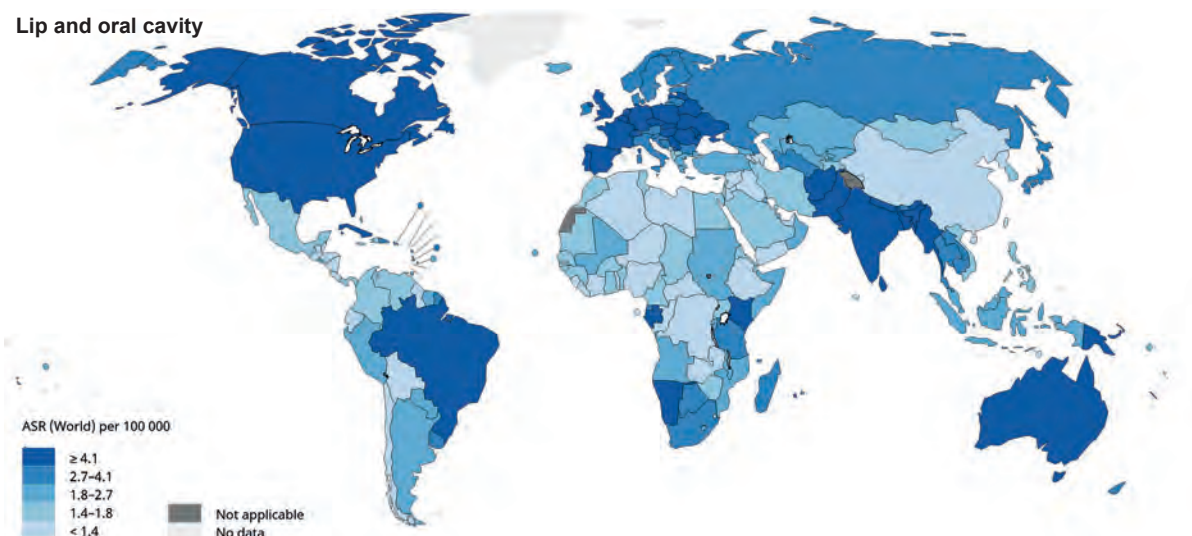 Lip and oral cavity
ASR (World) per 100 000
≥ 4.1
2.7–4.1
1.8–2.7
1.4–1.8
< 1.4
Not applicable
No data